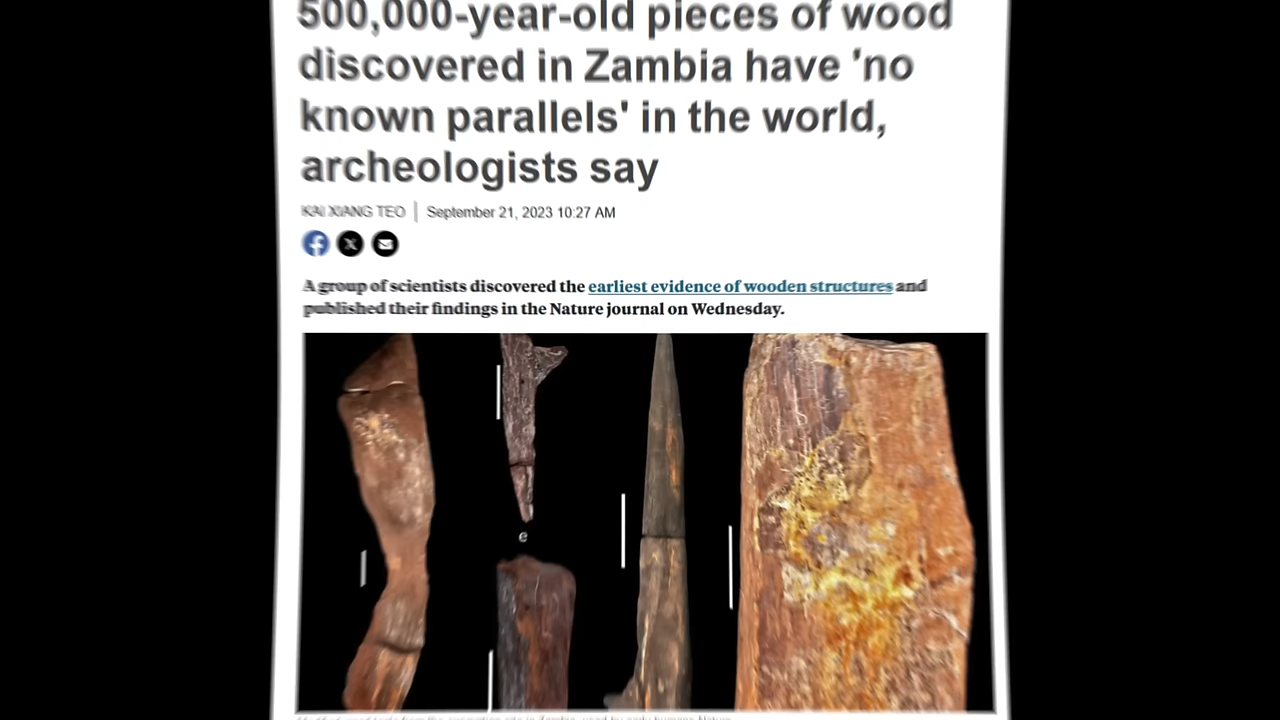 500,000-year-old pieces of wood
discovered in Zambia have 'no
known parallels' in the world,
archeologists say
KAI XIANG TEO | September 21, 2023 10:27 AM
A group of scientists discovered the earliest evidence of wooden structures and
published their findings in the Nature journal on Wednesday.
e